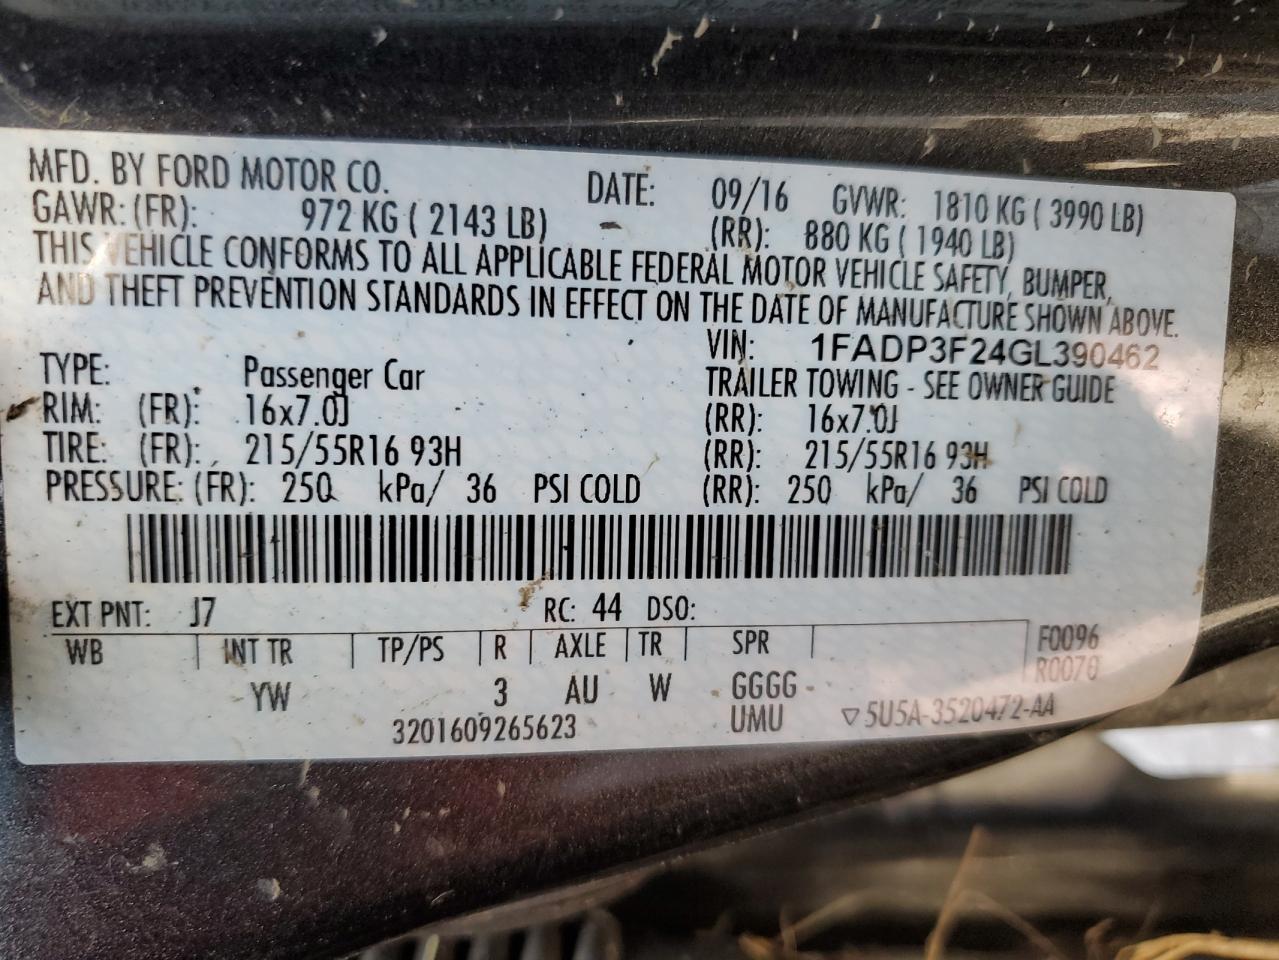 MFD. BY FORD MOTOR CO. DATE: 09/16 GVWR: 1810 KG ( 3990 LB)
GAWR: (FR): 972 KG ( 2143 LB) (RR): 880 KG ( 1940 LB)
THIS VEHICLE CONFORMS TO ALL APPLICABLE FEDERAL MOTOR VEHICLE SAFETY, BUMPER,
AND THEFT PREVENTION STANDARDS IN EFFECT ON THE DATE OF MANUFACTURE SHOWN ABOVE.
VIN: 1FADP3F24GL390462
TYPE: Passenger Car TRAILER TOWING - SEE OWNER GUIDE
RIM: (FR): 16x7.0J (RR): 16x7.0J
TIRE: (FR): 215/55R16 93H (RR): 215/55R16 93H
PRESSURE: (FR): 250 kPa/ 36 PSI COLD (RR): 250 kPa/ 36 PSI COLD
EXT PNT: J7 RC: 44 DSO:
WB INT TR TP/PS R AXLE TR SPR F0096
R0070
YW 3 AU W GGGG
3201609265623 UMU ▽5U5A-3520472-AA